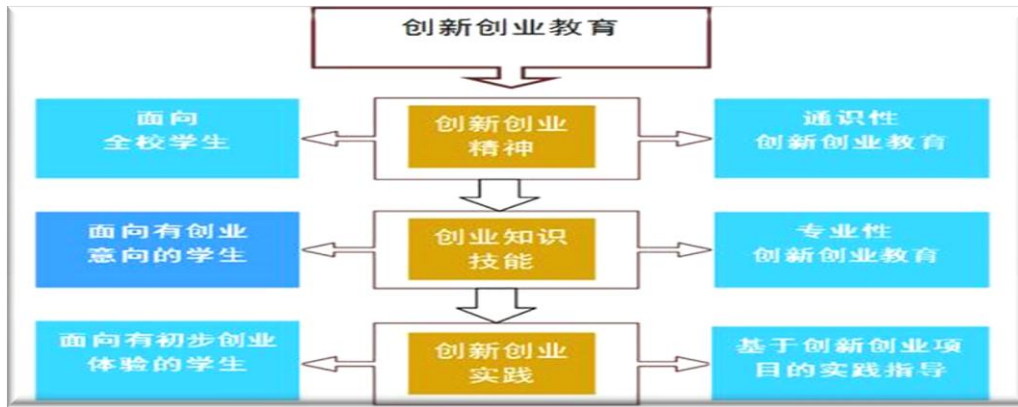 创新创业教育
面向
全校学生
创新创业
精神
通识性
创新创业教育
面向有创业
意向的学生
创业知识
技能
专业性
创新创业教育
面向有初步创业
体验的学生
创新创业
实践
基于创新创业项
目的实践指导